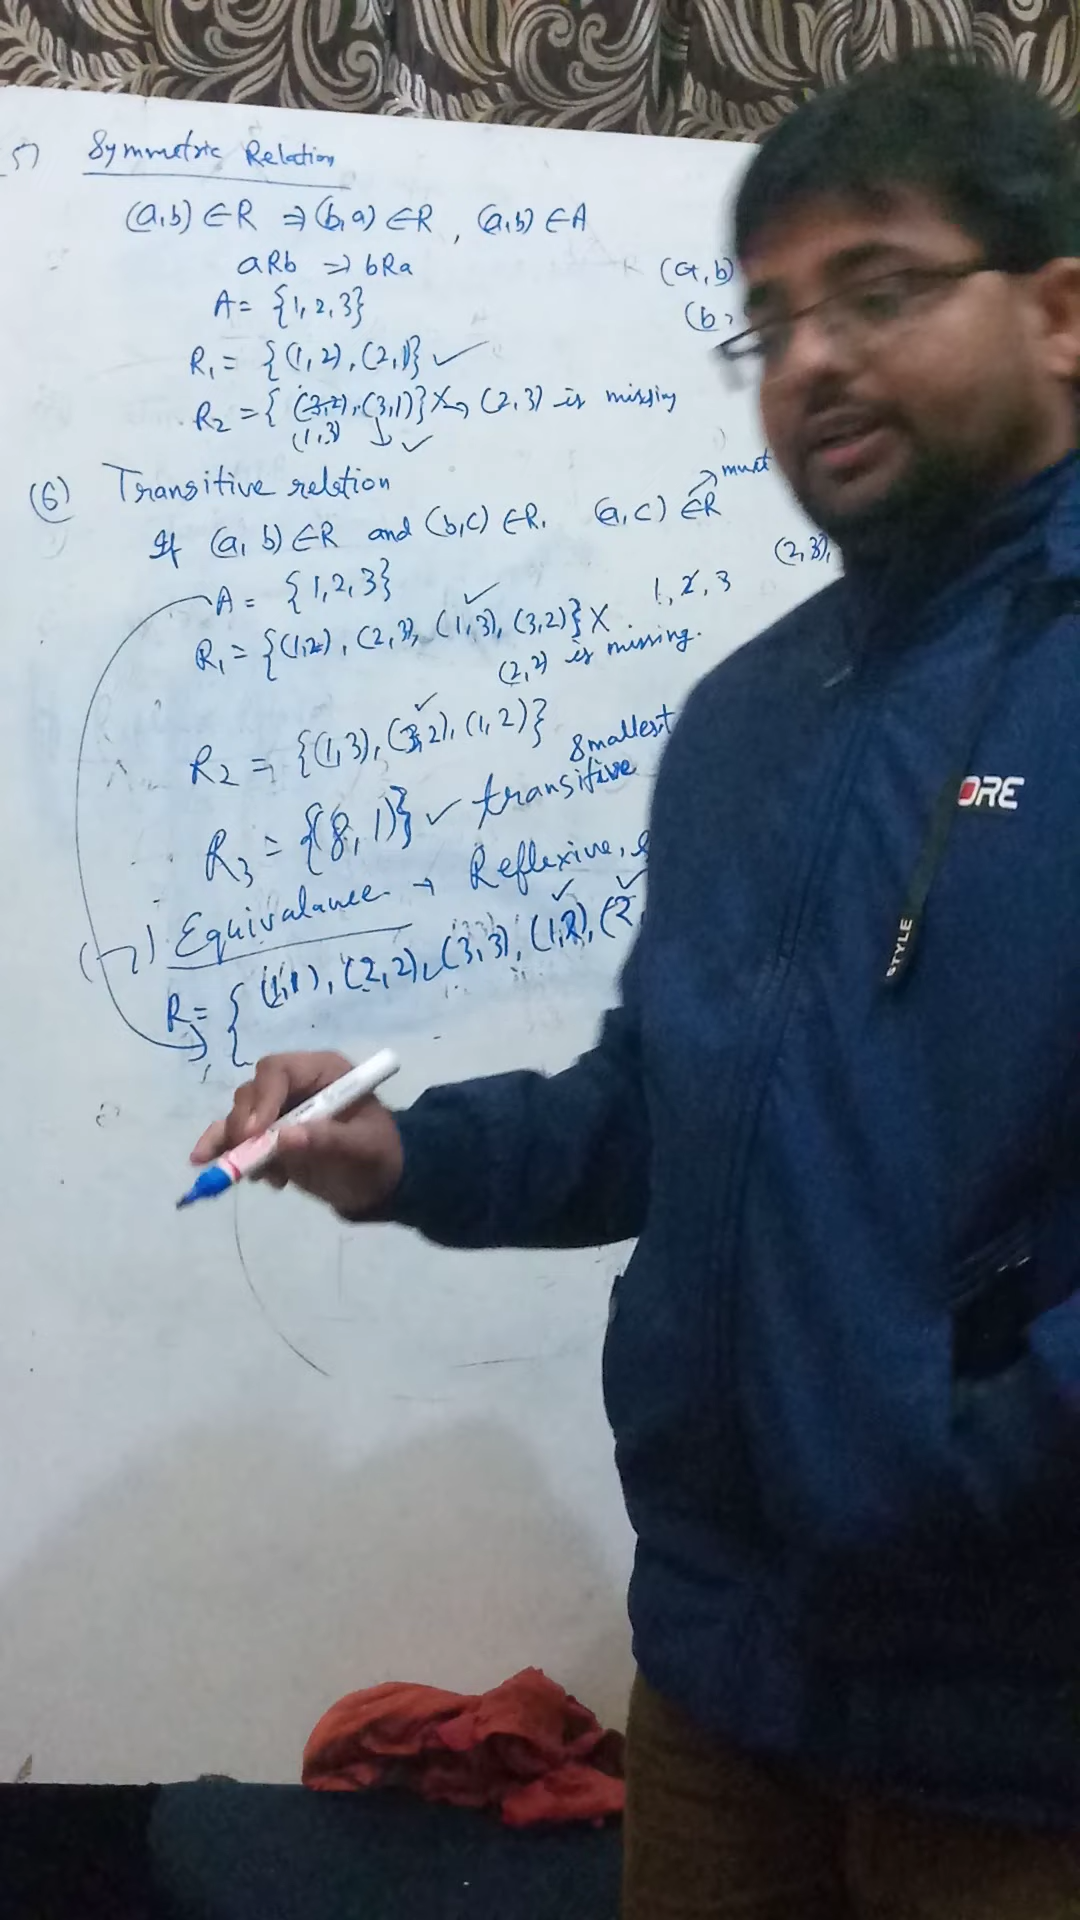 5) Symmetric Relation
(a,b) ∈ R ⇒ (b,a) ∈ R, (a,b) ∈ A
aRb ⇒ bRa
(a,b)
A = {1,2,3}
(b,
R₁ = {(1,2), (2,1)} ✓
R₂ = { (3,2), (3,1)} X→ (2,3) is missing
(1,3) ↓ ✓
(6) Transitive relation
must
If (a, b) ∈ R and (b,c) ∈ R. (a,c) ∈ R
(2,3),
A = {1,2,3}
1, 2, 3
R₁ = {(1,2), (2,3), (1,3), (3,2)} X
(2,2) is missing.
R₂ = {(1,3), (3,2), (1,2)}
Smallest
R₃ = {(8,1)} ✓ transitive
(7) Equivalance → Reflexive,
R = { (1,1), (2,2), (3,3), (1,2), (2
ORE
STYLE